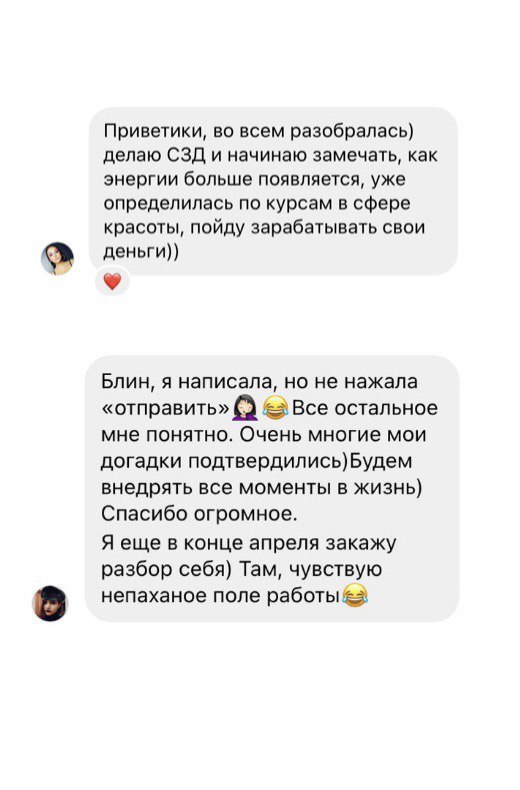 Приветики, во всем разобралась)
делаю СЗД и начинаю замечать, как
энергии больше появляется, уже
определилась по курсам в сфере
красоты, пойду зарабатывать свои
деньги))
❤️
Блин, я написала, но не нажала
«отправить»🤦🏻‍♀️😂Все остальное
мне понятно. Очень многие мои
догадки подтвердились)Будем
внедрять все моменты в жизнь)
Спасибо огромное.
Я еще в конце апреля закажу
разбор себя) Там, чувствую
непаханое поле работы😂